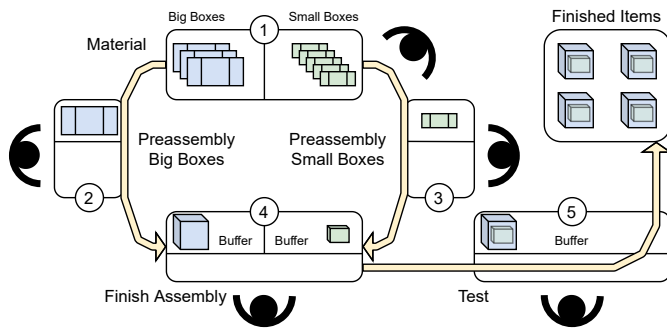 Big Boxes
Small Boxes
Finished Items
Material
1
Preassembly
Big Boxes
Preassembly
Small Boxes
2
3
4
5
Buffer
Buffer
Buffer
Finish Assembly
Test